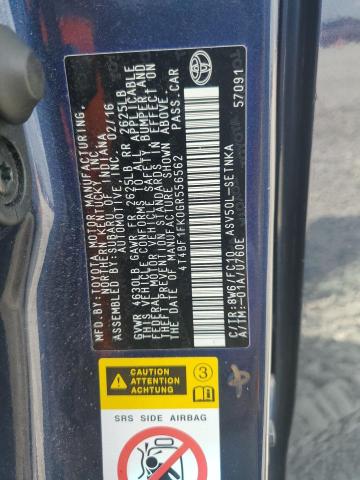 MFD. BY: TOYOTA MOTOR MANUFACTURING,
NORTHERN KENTUCKY, INC.
ASSEMBLED BY: SUBARU OF INDIANA
AUTOMOTIVE, INC. 02/16
GVWR 4630LB GAWR FR 2625LB RR 2625LB
THIS VEHICLE CONFORMS TO ALL APPLICABLE
FEDERAL MOTOR VEHICLE SAFETY, BUMPER, AND
THEFT PREVENTION STANDARDS IN EFFECT ON
THE DATE OF MANUFACTURE SHOWN ABOVE.
4T4BF1FK0GR556562 PASS.CAR
C/TR:8W6/FC10 ASV50L-SETNKA
A/TM:-01A/U760E 57091
CAUTION
ATTENTION
ACHTUNG
3
SRS SIDE AIRBAG